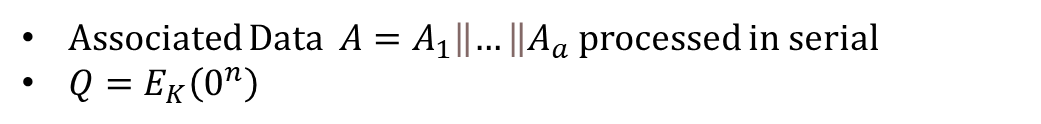 • Associated Data A = A₁||...||Aₐ processed in serial
• Q = E_K(0ⁿ)